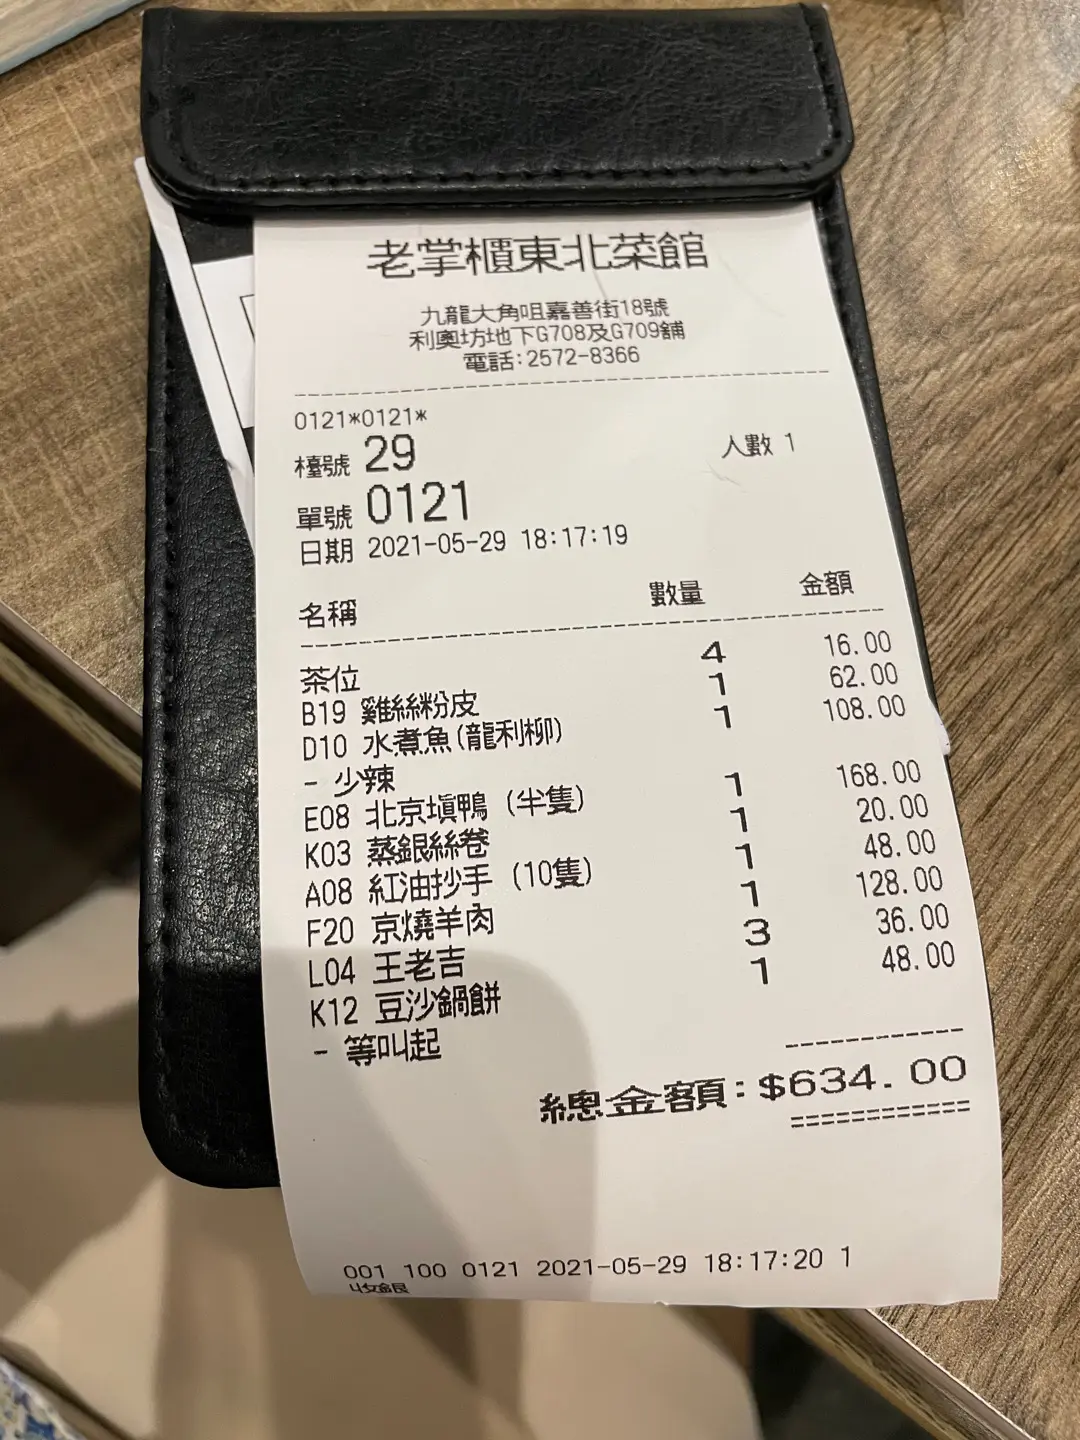 老掌櫃東北菜館
九龍大角咀嘉善街18號
利奧坊地下G708及G709舖
電話:2572-8366
0121*0121*
檯號 29 人數 1
單號 0121
日期 2021-05-29 18:17:19
名稱 數量 金額
茶位 4 16.00
B19 雞絲粉皮 1 62.00
D10 水煮魚(龍利柳) 1 108.00
- 少辣
E08 北京填鴨 (半隻) 1 168.00
K03 蒸銀絲卷 1 20.00
A08 紅油抄手 (10隻) 1 48.00
F20 京燒羊肉 1 128.00
L04 王老吉 3 36.00
K12 豆沙鍋餅 1 48.00
- 等叫起
總金額:$634.00
001 100 0121 2021-05-29 18:17:20 1
收銀